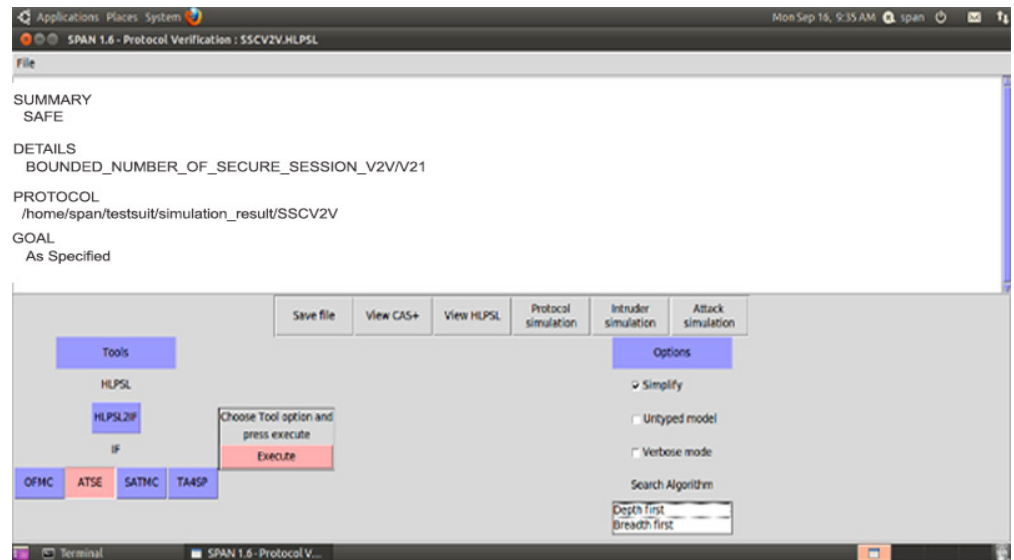 Applications Places System Mon Sep 16, 9:35 AM span
SPAN 1.6 - Protocol Verification : SSCV2V.HLPSL
File
SUMMARY
SAFE
DETAILS
BOUNDED_NUMBER_OF_SECURE_SESSION_V2V/V21
PROTOCOL
/home/span/testsuit/simulation_result/SSCV2V
GOAL
As Specified
Save file
View CAS+
View HLPSL
Protocol
simulation
Intruder
simulation
Attack
simulation
Tools
HLPSL
HLPSL2IF
IF
OFMC ATSE SATMC TA4SP
Choose Tool option and
press execute
Execute
Options
Simplify
Untyped model
Verbose mode
Search Algorithm
Depth first
Breadth first
Terminal SPAN 1.6 - Protocol V...